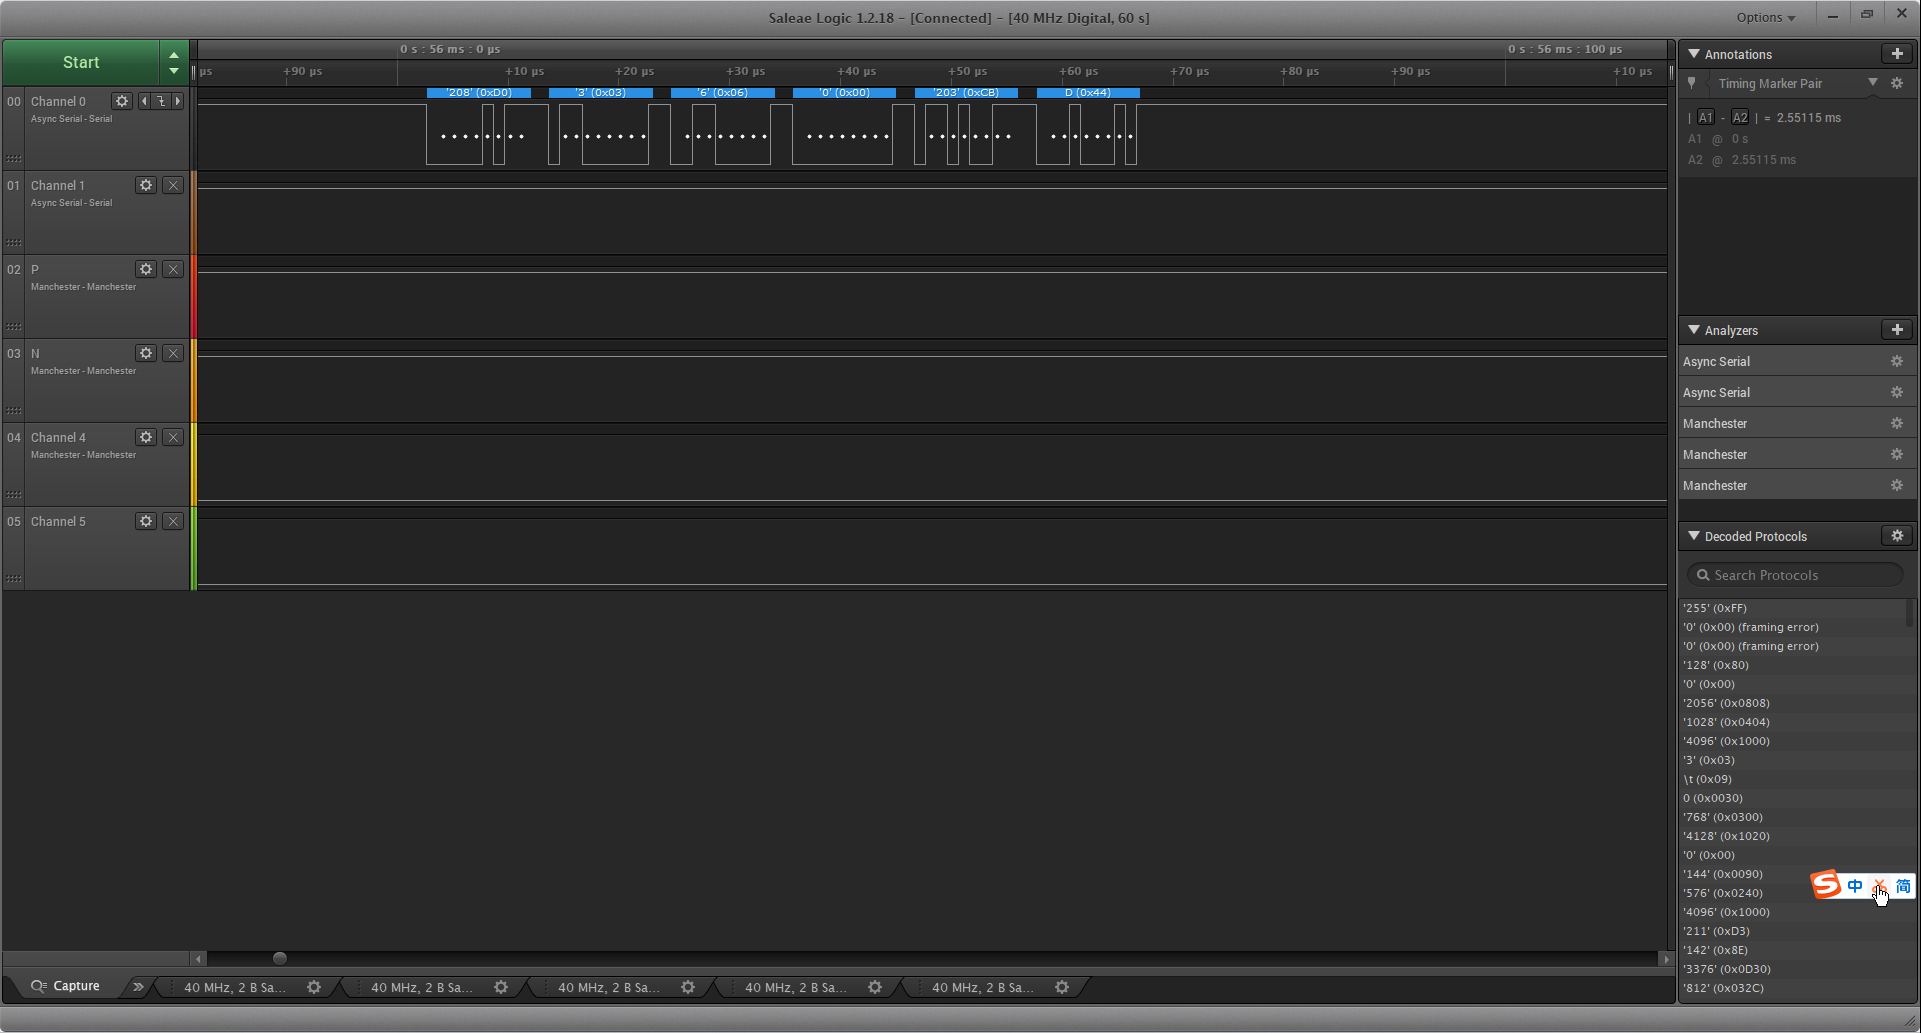 Saleae Logic 1.2.18 - [Connected] - [40 MHz Digital, 60 s]
Options
Start
0 s : 56 ms : 0 µs
0 s : 56 ms : 100 µs
µs
+90 µs
+10 µs
+20 µs
+30 µs
+40 µs
+50 µs
+60 µs
+70 µs
+80 µs
+90 µs
+10 µs
00
Channel 0
Async Serial - Serial
'208' (0xD0)
'3' (0x03)
'6' (0x06)
'0' (0x00)
'203' (0xCB)
D (0x44)
01
Channel 1
Async Serial - Serial
02
P
Manchester - Manchester
03
N
Manchester - Manchester
04
Channel 4
Manchester - Manchester
05
Channel 5
Capture
40 MHz, 2 B Sa...
40 MHz, 2 B Sa...
40 MHz, 2 B Sa...
40 MHz, 2 B Sa...
40 MHz, 2 B Sa...
Annotations
Timing Marker Pair
| A1 - A2 | = 2.55115 ms
A1 @ 0 s
A2 @ 2.55115 ms
Analyzers
Async Serial
Async Serial
Manchester
Manchester
Manchester
Decoded Protocols
Search Protocols
'255' (0xFF)
'0' (0x00) (framing error)
'0' (0x00) (framing error)
'128' (0x80)
'0' (0x00)
'2056' (0x0808)
'1028' (0x0404)
'4096' (0x1000)
'3' (0x03)
\t (0x09)
0 (0x0030)
'768' (0x0300)
'4128' (0x1020)
'0' (0x00)
'144' (0x0090)
'576' (0x0240)
'4096' (0x1000)
'211' (0xD3)
'142' (0x8E)
'3376' (0x0D30)
'812' (0x032C)
S 中 简